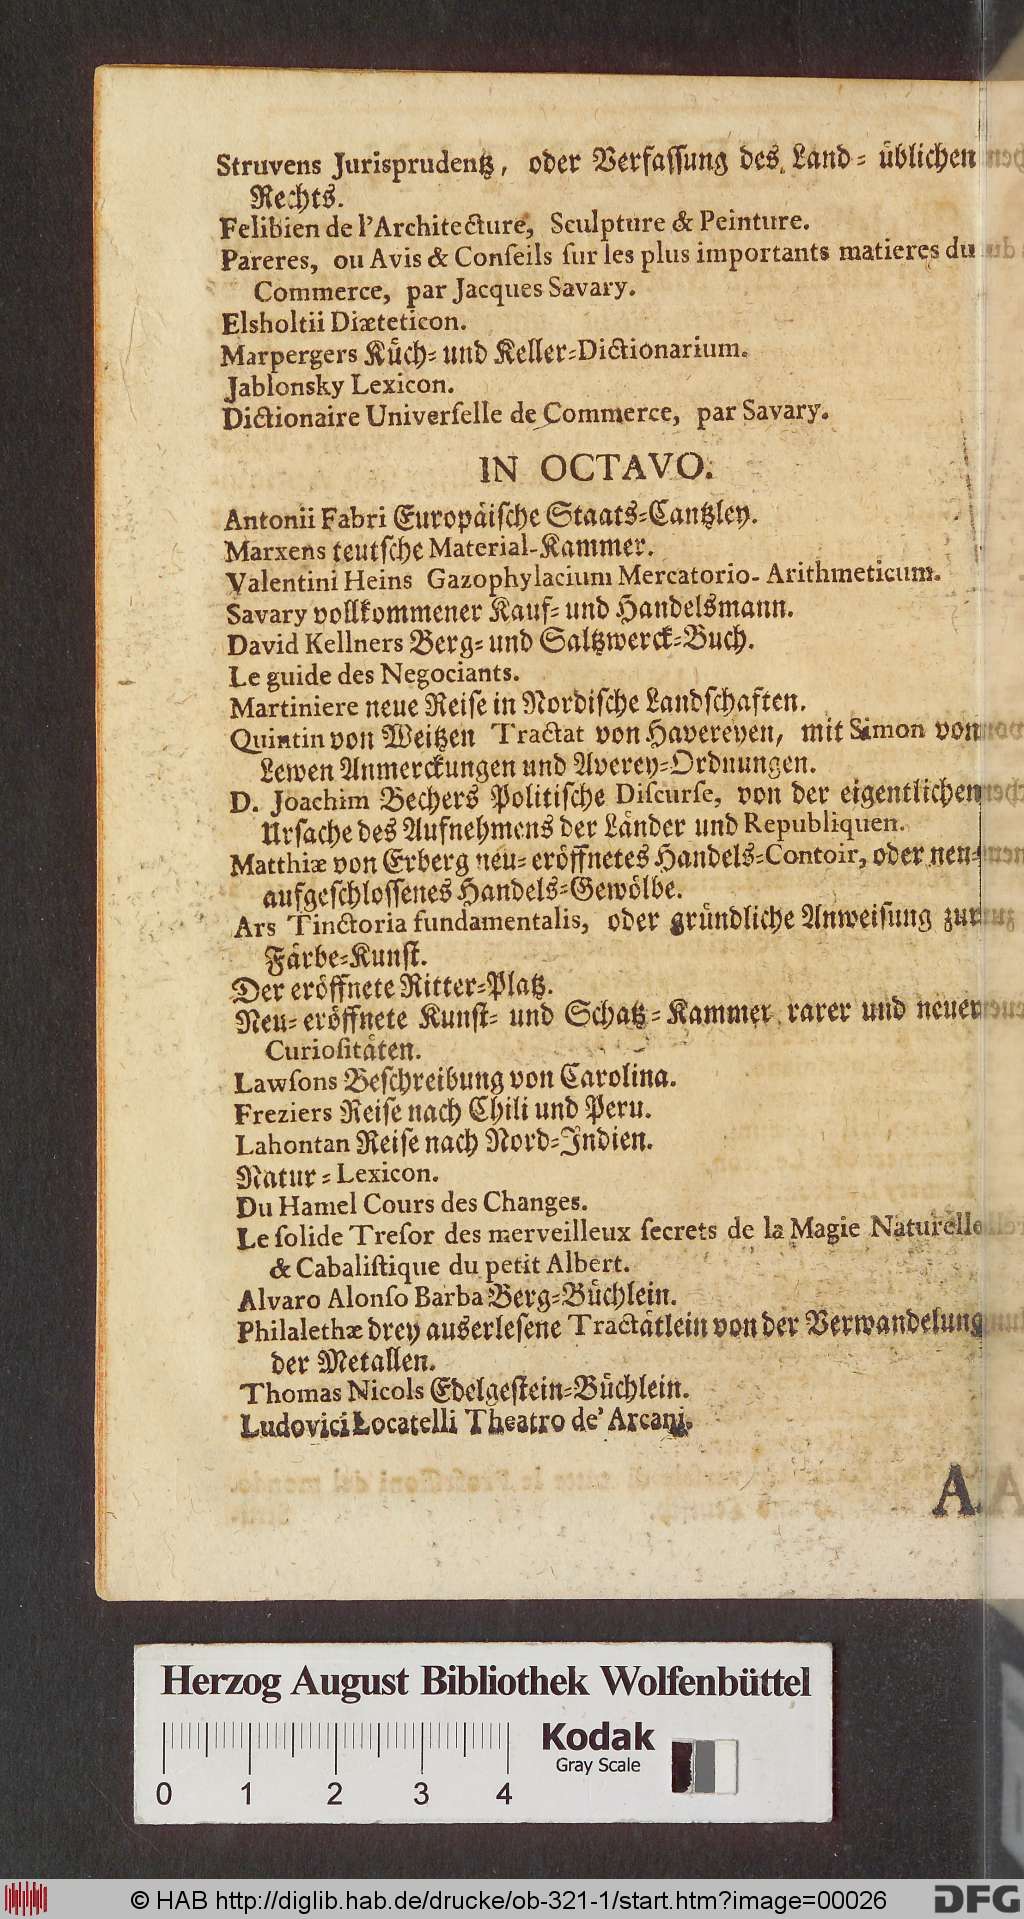 Struvens Jurisprudentz, oder Verfassung des Land-üblichen
Rechts.
Felibien de l'Architecture, Sculpture & Peinture.
Pareres, ou Avis & Conſeils ſur les plus importants matieres du
Commerce, par Jacques Savary.
Elsholtii Diæteticon.
Marpergers Küch- und Keller-Dictionarium.
Jablonsky Lexicon.
Dictionaire Univerſelle de Commerce, par Savary.
IN OCTAVO.
Antonii Fabri Europäiſche Staats-Cantzley.
Marxens teutſche Material-Kammer.
Valentini Heins Gazophylacium Mercatorio-Arithmeticum.
Savary vollkommener Kauf- und Handelsmann.
David Kellners Berg- und Saltzwerck-Buch.
Le guide des Negociants.
Martiniere neue Reiſe in Nordiſche Landſchaften.
Quintin von Weitzen Tractat von Havereyen, mit Simon von
Lewen Anmerckungen und Averey-Ordnungen.
D. Joachim Bechers Politiſche Diſcurſe, von der eigentlichen
Urſache des Aufnehmens der Länder und Republiquen.
Matthiæ von Erberg neu-eröffnetes Handels-Contoir, oder neu-
aufgeſchloſſenes Handels-Gewölbe.
Ars Tinctoria fundamentalis, oder gründliche Anweiſung zur
Färbe-Kunſt.
Der eröffnete Ritter-Platz.
Neu-eröffnete Kunſt- und Schatz-Kammer rarer und neuer
Curioſitäten.
Lawſons Beſchreibung von Carolina.
Freziers Reiſe nach Chili und Peru.
Lahontan Reiſe nach Nord-Indien.
Natur-Lexicon.
Du Hamel Cours des Changes.
Le ſolide Treſor des merveilleux ſecrets de la Magie Naturelle
& Cabaliſtique du petit Albert.
Alvaro Alonſo Barba Berg-Büchlein.
Philalethæ drey auserleſene Tractätlein von der Verwandelung
der Metallen.
Thomas Nicols Edelgeſtein-Büchlein.
Ludovici Locatelli Theatro de' Arcani.
A.
Herzog August Bibliothek Wolfenbüttel
0 1 2 3 4
Kodak
Gray Scale
© HAB http://diglib.hab.de/drucke/ob-321-1/start.htm?image=00026
DFG